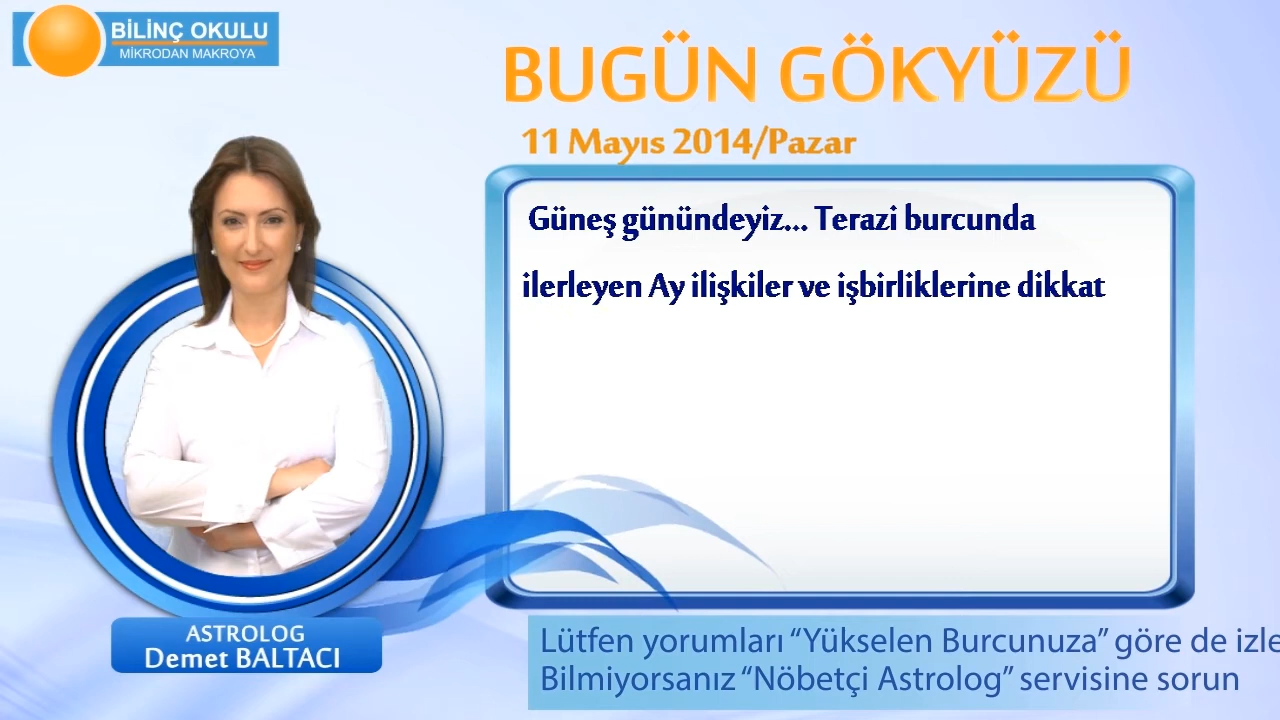 BİLİNÇ OKULU
MİKRODAN MAKROYA
BUGÜN GÖKYÜZÜ
11 Mayıs 2014/Pazar
Güneş günündeyiz... Terazi burcunda
ilerleyen Ay ilişkiler ve işbirliklerine dikkat
ASTROLOG
Demet BALTACI
Lütfen yorumları “Yükselen Burcunuza” göre de izle
Bilmiyorsanız “Nöbetçi Astrolog” servisine sorun